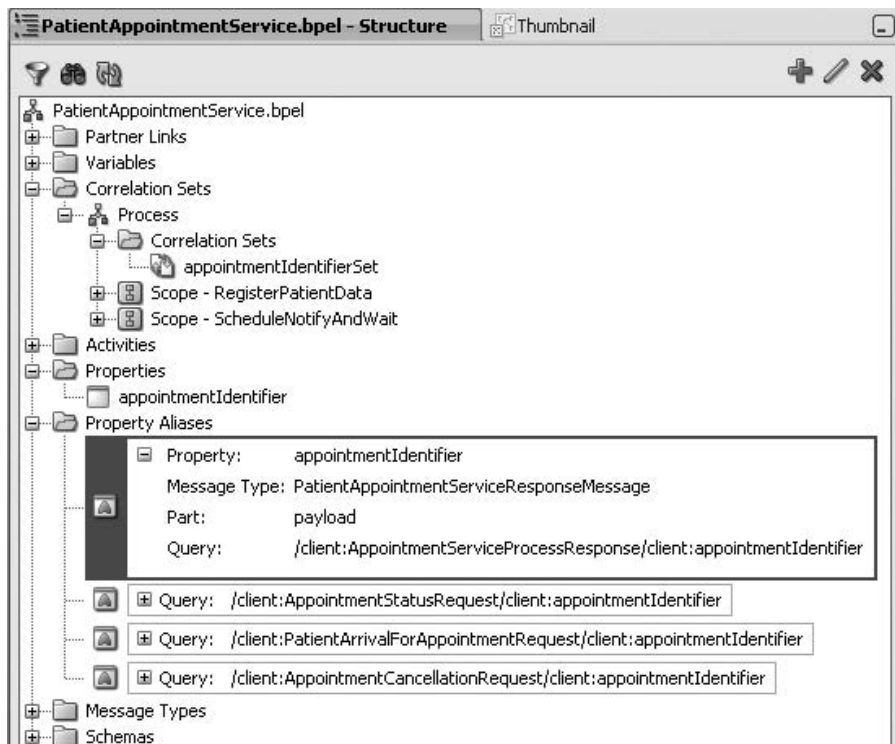 PatientAppointmentService.bpel - Structure Thumbnail
PatientAppointmentService.bpel
Partner Links
Variables
Correlation Sets
Process
Correlation Sets
appointmentIdentifierSet
Scope - RegisterPatientData
Scope - ScheduleNotifyAndWait
Activities
Properties
appointmentIdentifier
Property Aliases
Property: appointmentIdentifier
Message Type: PatientAppointmentServiceResponseMessage
Part: payload
Query: /client:AppointmentServiceProcessResponse/client:appointmentIdentifier
Query: /client:AppointmentStatusRequest/client:appointmentIdentifier
Query: /client:PatientArrivalForAppointmentRequest/client:appointmentIdentifier
Query: /client:AppointmentCancellationRequest/client:appointmentIdentifier
Message Types
Schemas